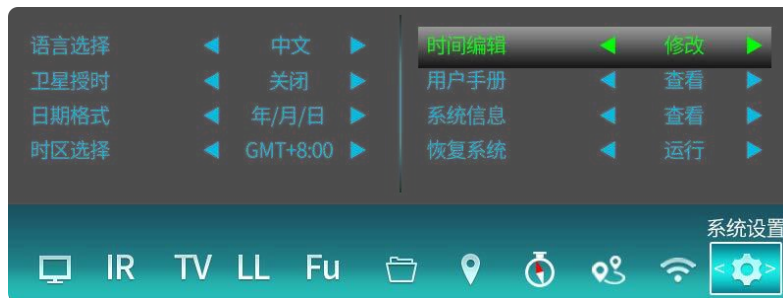 语言选择 ◀ 中文 ▶
卫星授时 ◀ 关闭 ▶
日期格式 ◀ 年/月/日 ▶
时区选择 ◀ GMT+8:00 ▶
时间编辑 ◀ 修改 ▶
用户手册 ◀ 查看 ▶
系统信息 ◀ 查看 ▶
恢复系统 ◀ 运行 ▶
系统设置
IR TV LL Fu < >